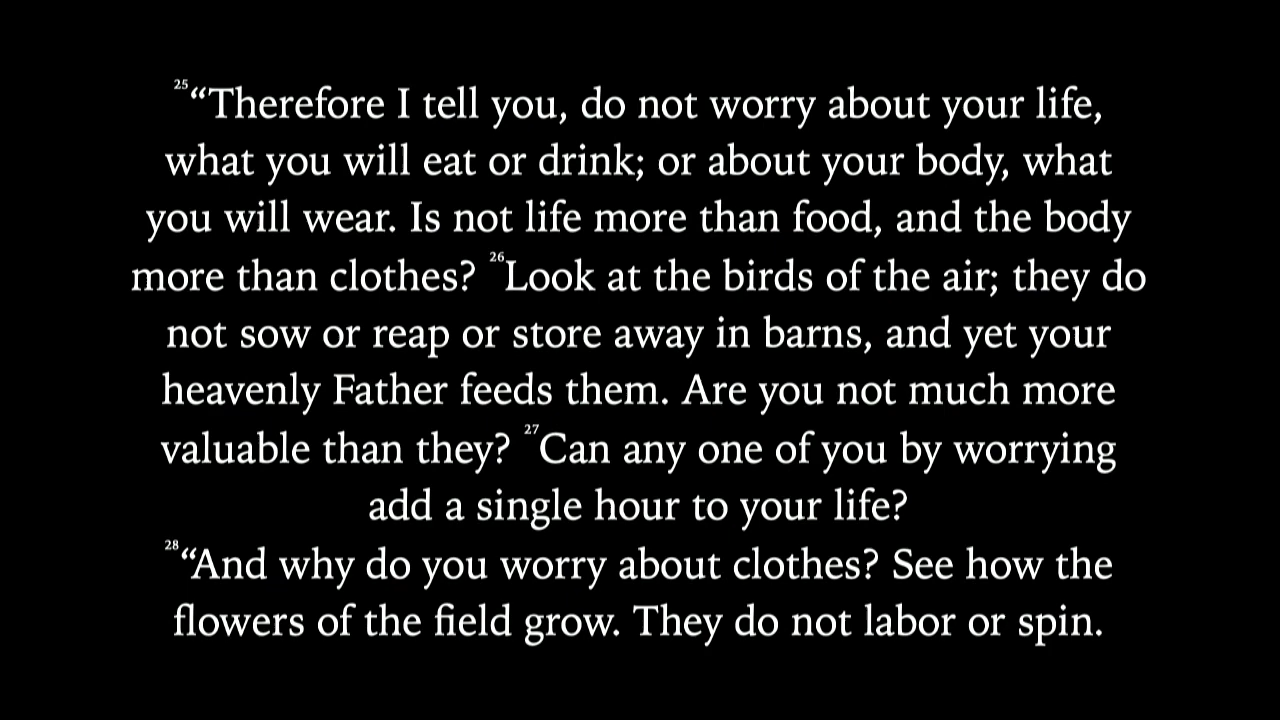 25“Therefore I tell you, do not worry about your life,
what you will eat or drink; or about your body, what
you will wear. Is not life more than food, and the body
more than clothes? 26Look at the birds of the air; they do
not sow or reap or store away in barns, and yet your
heavenly Father feeds them. Are you not much more
valuable than they? 27Can any one of you by worrying
add a single hour to your life?
28“And why do you worry about clothes? See how the
flowers of the field grow. They do not labor or spin.